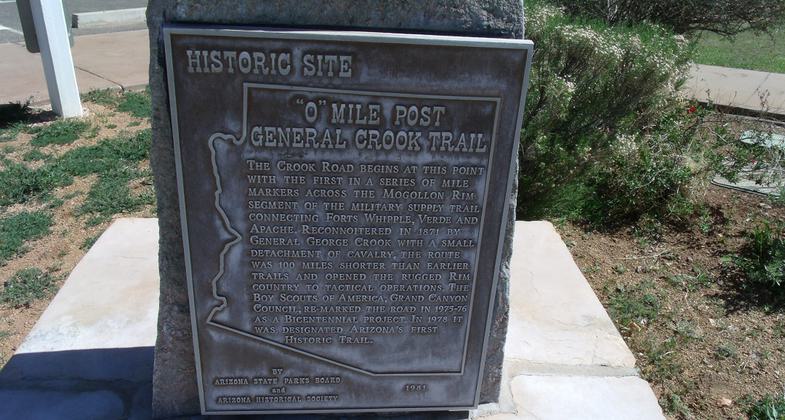 HISTORIC SITE
"0" MILE POST
GENERAL CROOK TRAIL
THE CROOK ROAD BEGINS AT THIS POINT
WITH THE FIRST IN A SERIES OF MILE
MARKERS ACROSS THE MOGOLLON RIM
SEGMENT OF THE MILITARY SUPPLY TRAIL
CONNECTING FORTS WHIPPLE, VERDE AND
APACHE. RECONNOITERED IN 1871 BY
GENERAL GEORGE CROOK WITH A SMALL
DETACHMENT OF CAVALRY, THE ROUTE
WAS 100 MILES SHORTER THAN EARLIER
TRAILS AND OPENED THE RUGGED RIM
COUNTRY TO TACTICAL OPERATIONS. THE
BOY SCOUTS OF AMERICA, GRAND CANYON
COUNCIL, RE-MARKED THE ROAD IN 1975-76
AS A BICENTENNIAL PROJECT. IN 1978 IT
WAS DESIGNATED ARIZONA'S FIRST
HISTORIC TRAIL.
BY
ARIZONA STATE PARKS BOARD
and
ARIZONA HISTORICAL SOCIETY
1981